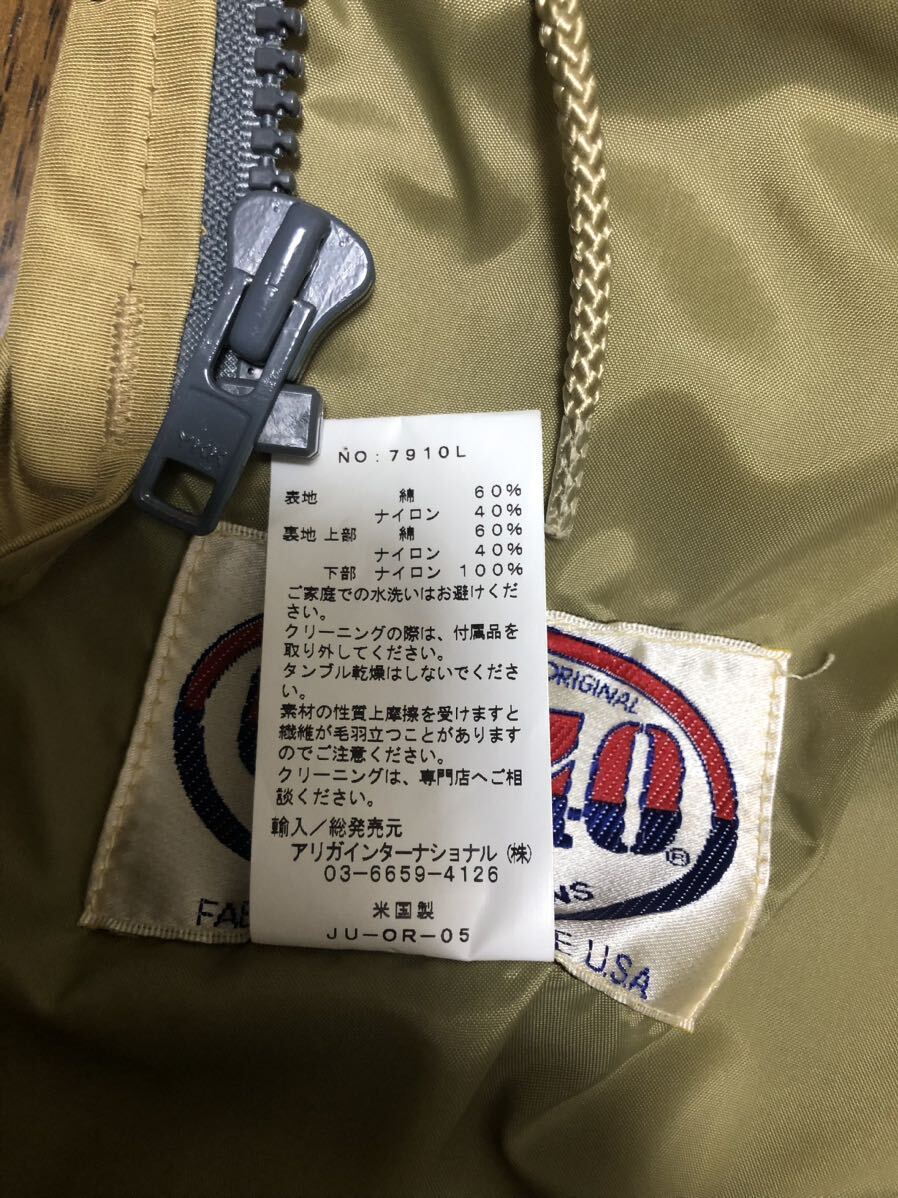 NO:7910L
表地 綿 60%
ナイロン 40%
裏地 上部 綿 60%
ナイロン 40%
下部 ナイロン 100%
ご家庭での水洗いはお避けくだ
さい。
クリーニングの際は、付属品を
取り外してください。
タンブル乾燥はしないでくださ
い。
素材の性質上摩擦を受けますと
繊維が毛羽立つことがあります
のでご注意ください。
クリーニングは、専門店へご相
談ください。
輸入/総発売元
アリガインターナショナル(株)
03-6659-4126
米国製
JU-OR-05
ORIGINAL
®
U.S.A